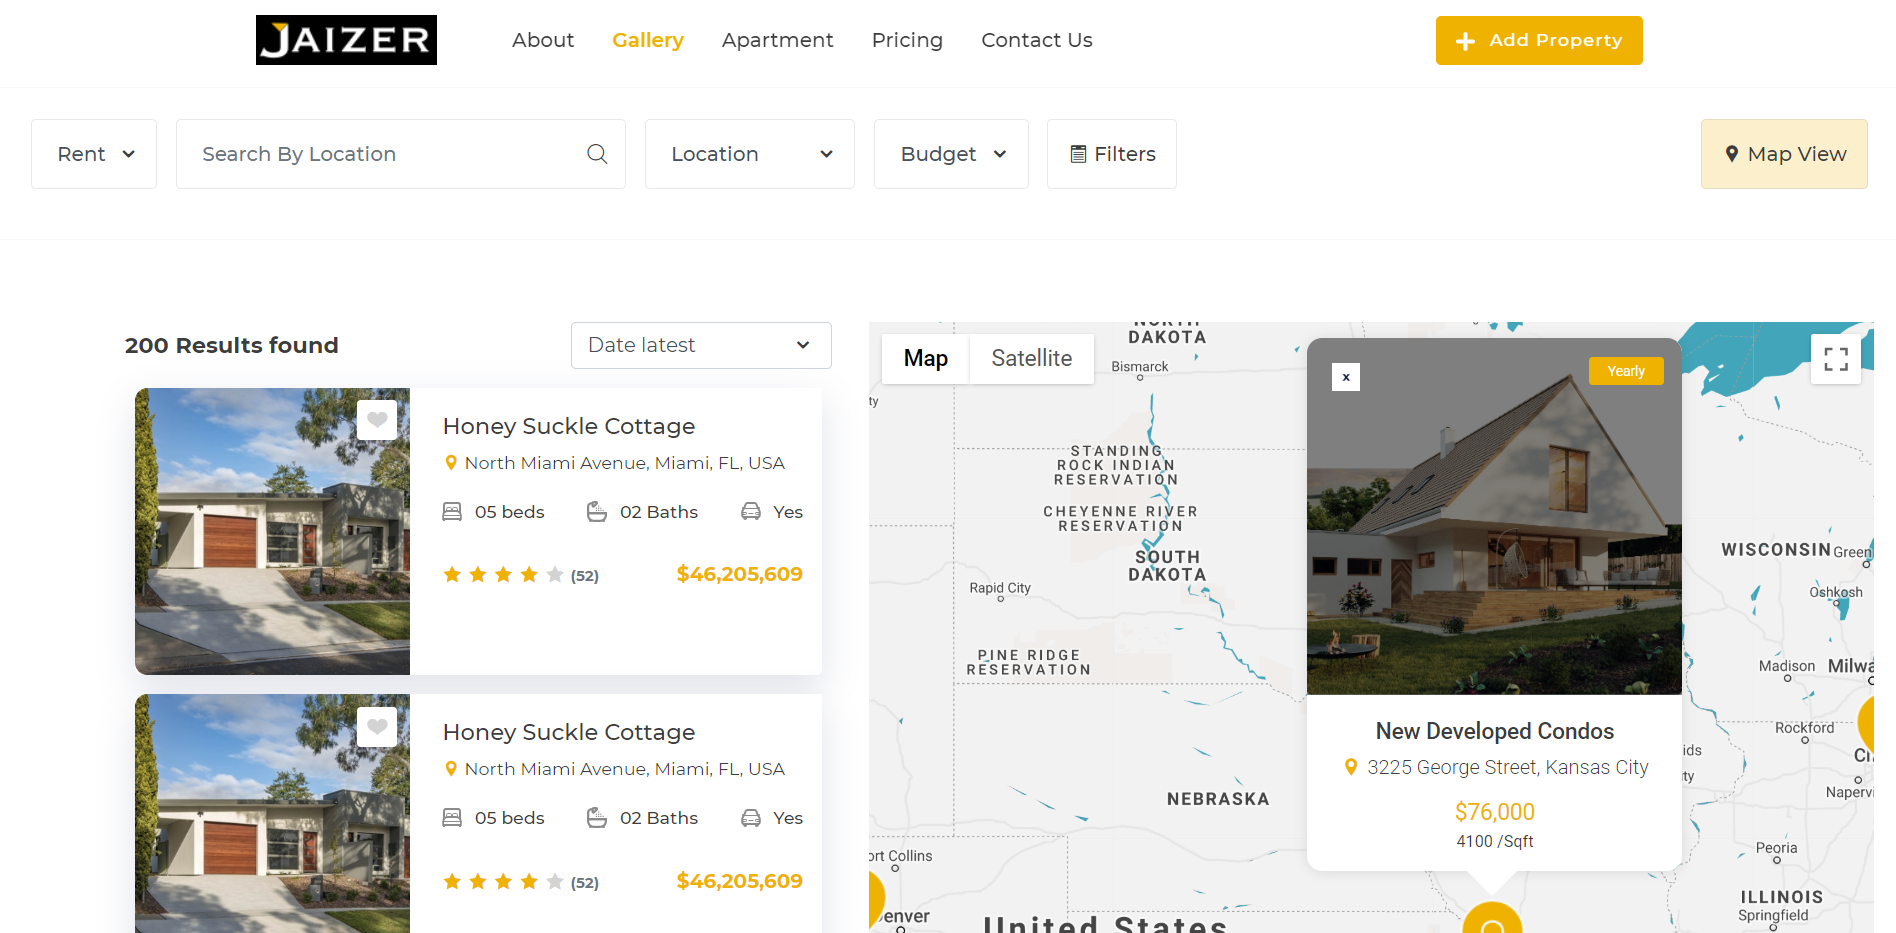 JAIZER
About Gallery Apartment Pricing Contact Us
Add Property
Rent
Search By Location
Location
Budget
Filters
Map View
200 Results found
Date latest
Honey Suckle Cottage
North Miami Avenue, Miami, FL, USA
05 beds 02 Baths Yes
(52) $46,205,609
Honey Suckle Cottage
North Miami Avenue, Miami, FL, USA
05 beds 02 Baths Yes
(52) $46,205,609
Map Satellite
NORTH
DAKOTA
Bismarck
ty
STANDING
ROCK INDIAN
RESERVATION
CHEYENNE RIVER
RESERVATION
SOUTH
DAKOTA
Rapid City
PINE RIDGE
RESERVATION
NEBRASKA
ort Collins
enver
United States
x
Yearly
New Developed Condos
3225 George Street, Kansas City
$76,000
4100 /Sqft
WISCONSIN
Green
Oshkosh
Madison
Milwa
Rockford
ids
ty
Naperv
Peoria
ILLINOIS
Springfield